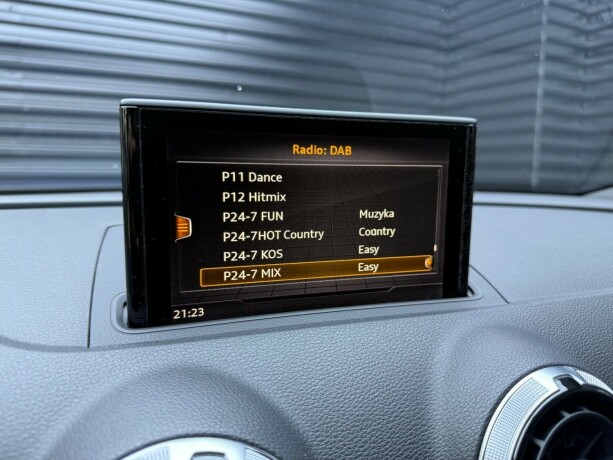 Radio: DAB
P11 Dance
P12 Hitmix
P24-7 FUN Muzyka
P24-7HOT Country Country
P24-7 KOS Easy
P24-7 MIX Easy
21:23